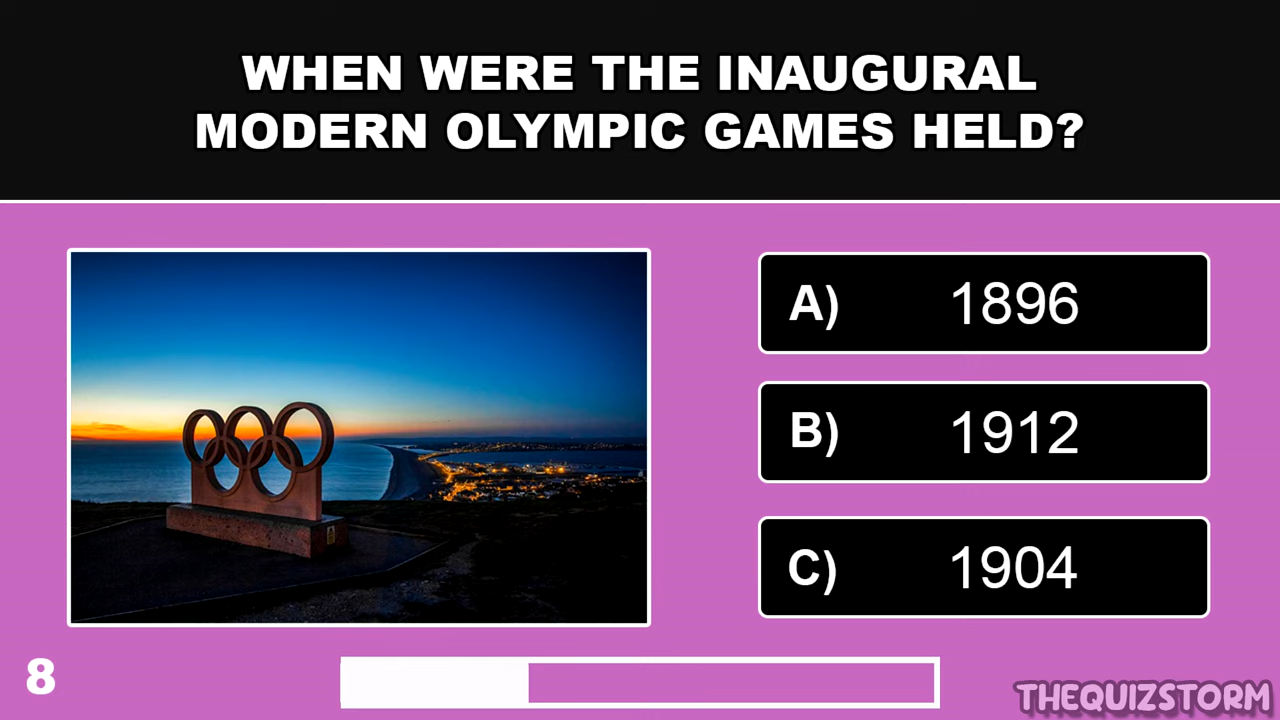 WHEN WERE THE INAUGURAL
MODERN OLYMPIC GAMES HELD?
A) 1896
B) 1912
C) 1904
8
THEQUIZSTORM